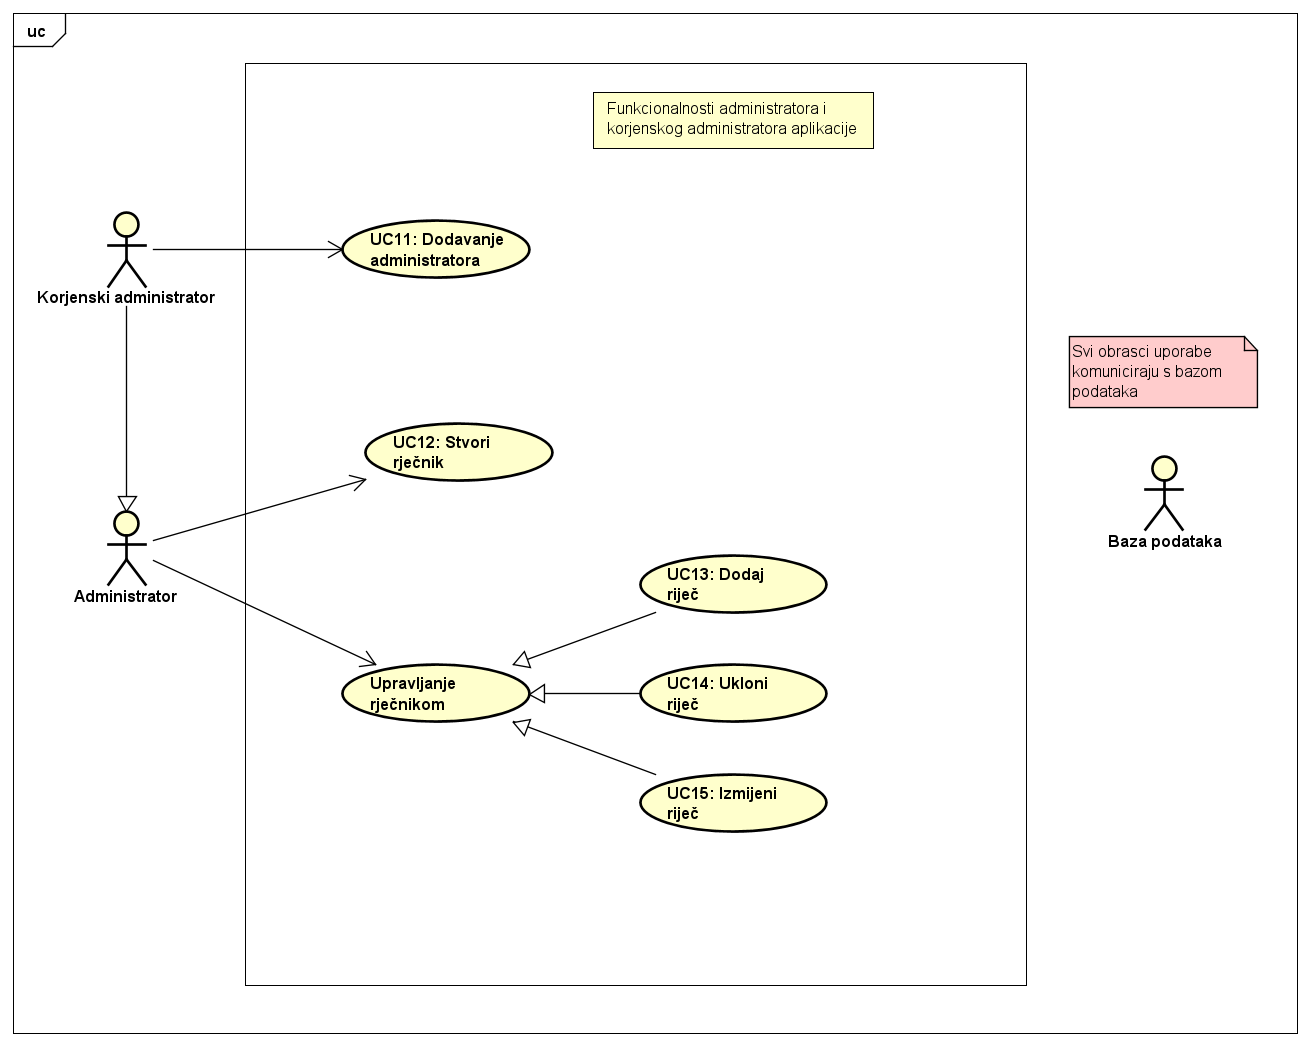 uc
Funkcionalnosti administratora i
korjenskog administratora aplikacije
UC11: Dodavanje
administratora
Korjenski administrator
Svi obrasci uporabe
komuniciraju s bazom
podataka
UC12: Stvori
rječnik
Baza podataka
Administrator
UC13: Dodaj
riječ
Upravljanje
rječnikom
UC14: Ukloni
riječ
UC15: Izmijeni
riječ